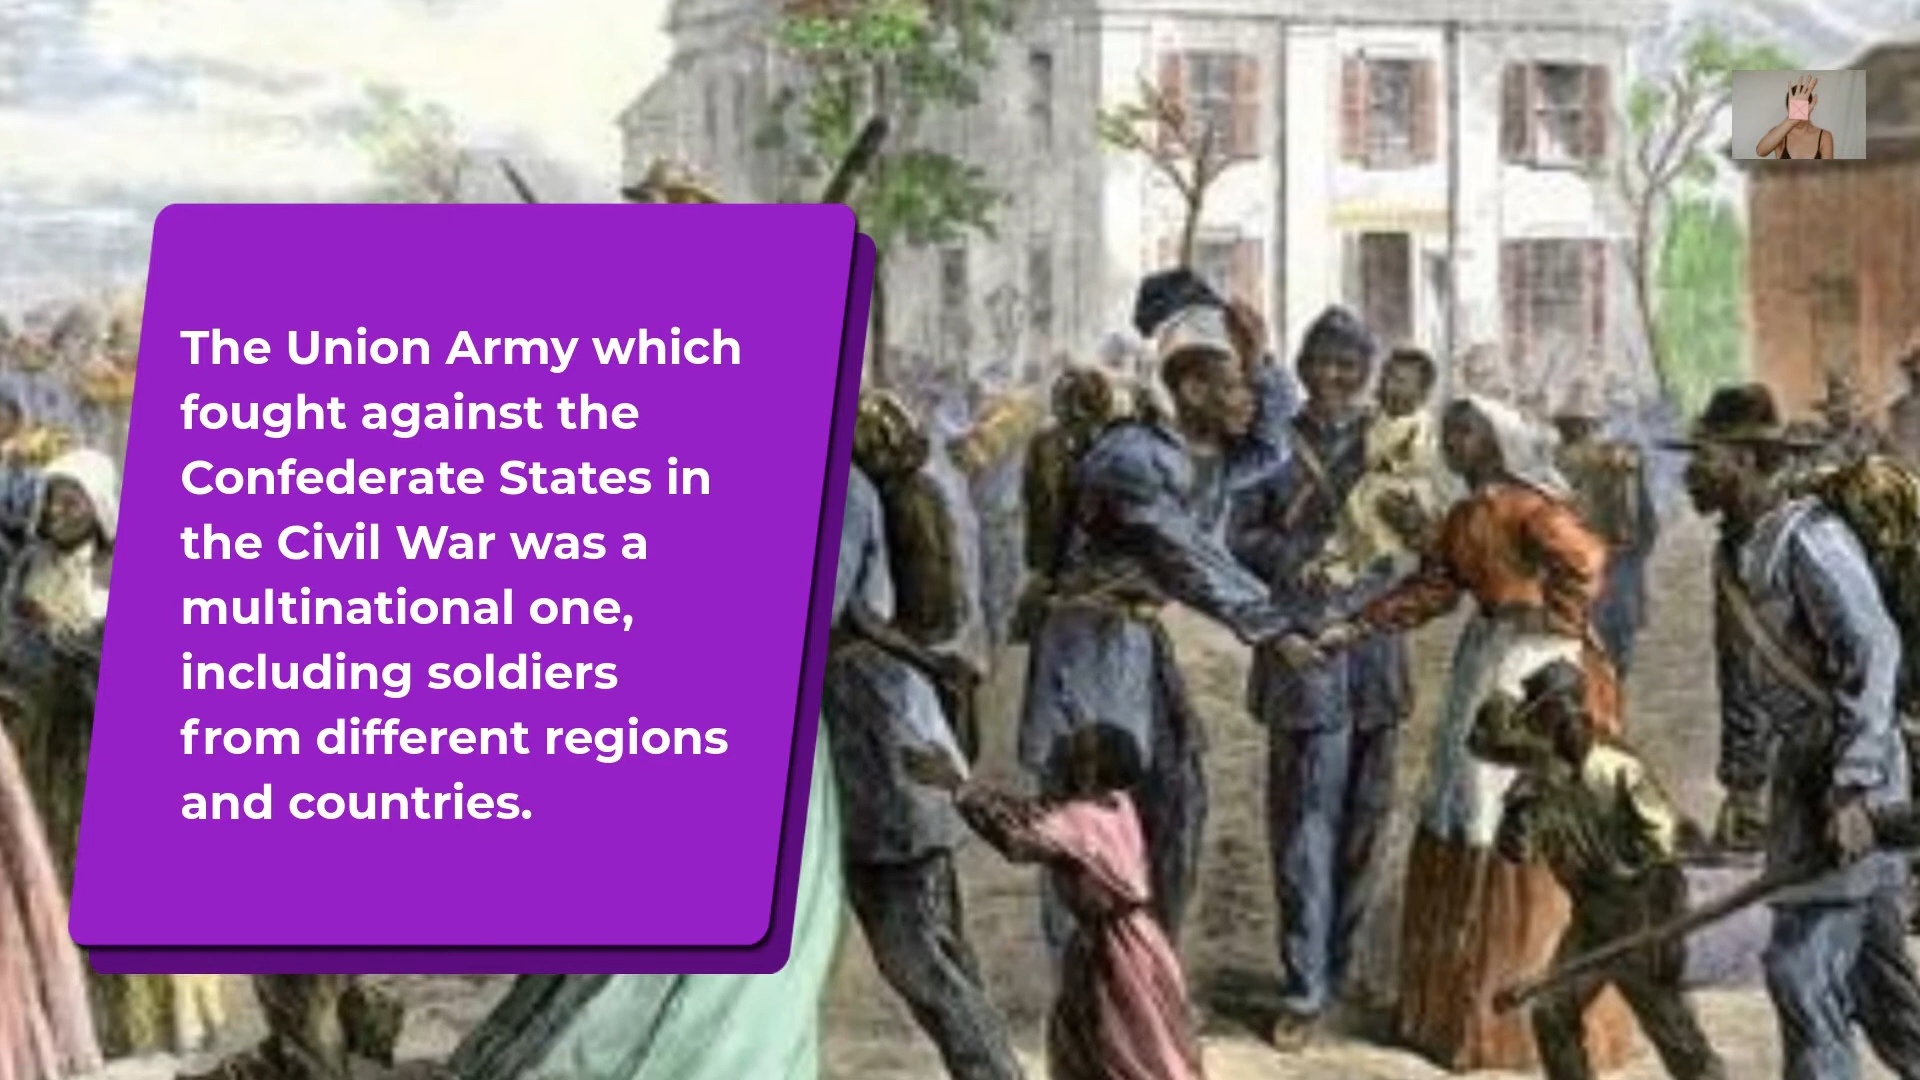 The Union Army which
fought against the
Confederate States in
the Civil War was a
multinational one,
including soldiers
from different regions
and countries.